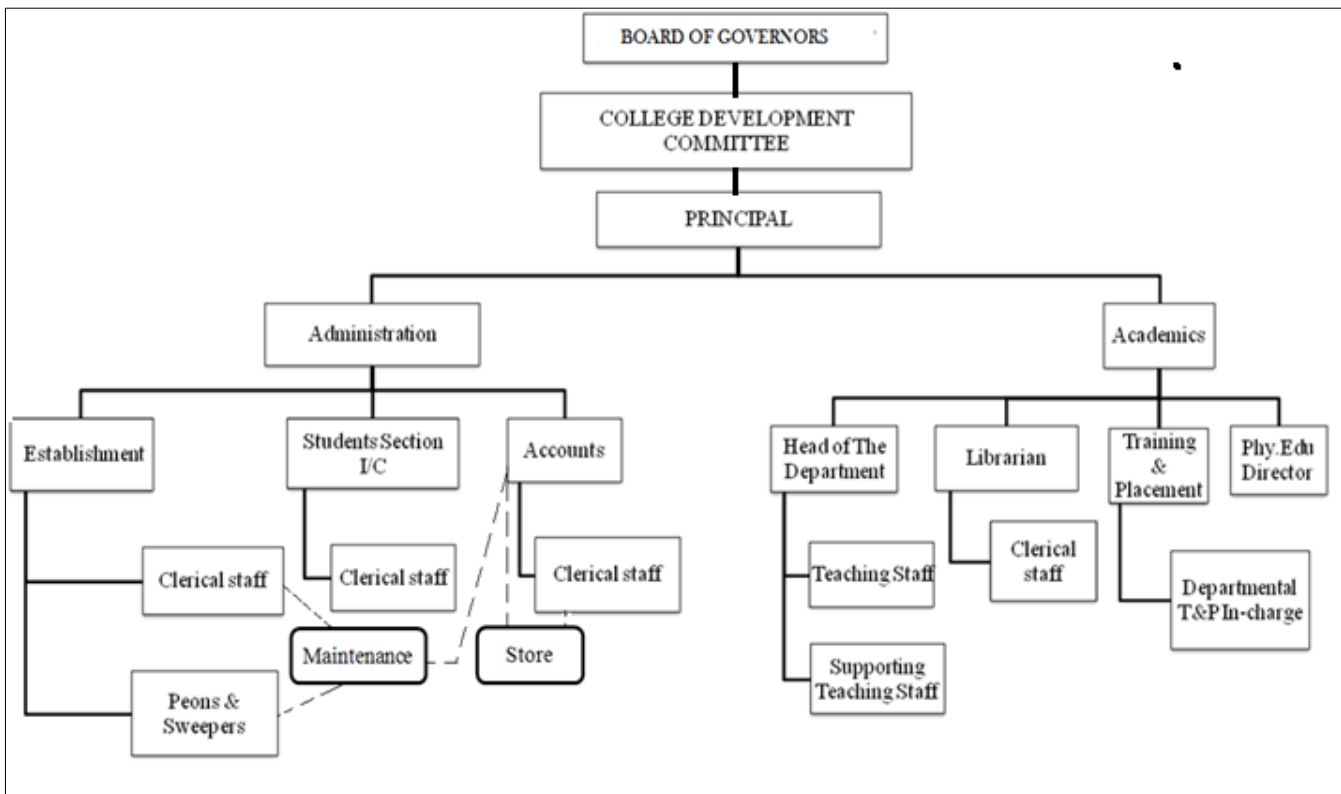 BOARD OF GOVERNORS
COLLEGE DEVELOPMENT
COMMITTEE
PRINCIPAL
Administration
Academics
Establishment
Students Section
I/C
Accounts
Head of The
Department
Librarian
Training
&
Placement
Phy.Edu
Director
Clerical staff
Clerical staff
Clerical staff
Teaching Staff
Clerical
staff
Departmental
T&P In-charge
Maintenance
Store
Peons &
Sweepers
Supporting
Teaching Staff